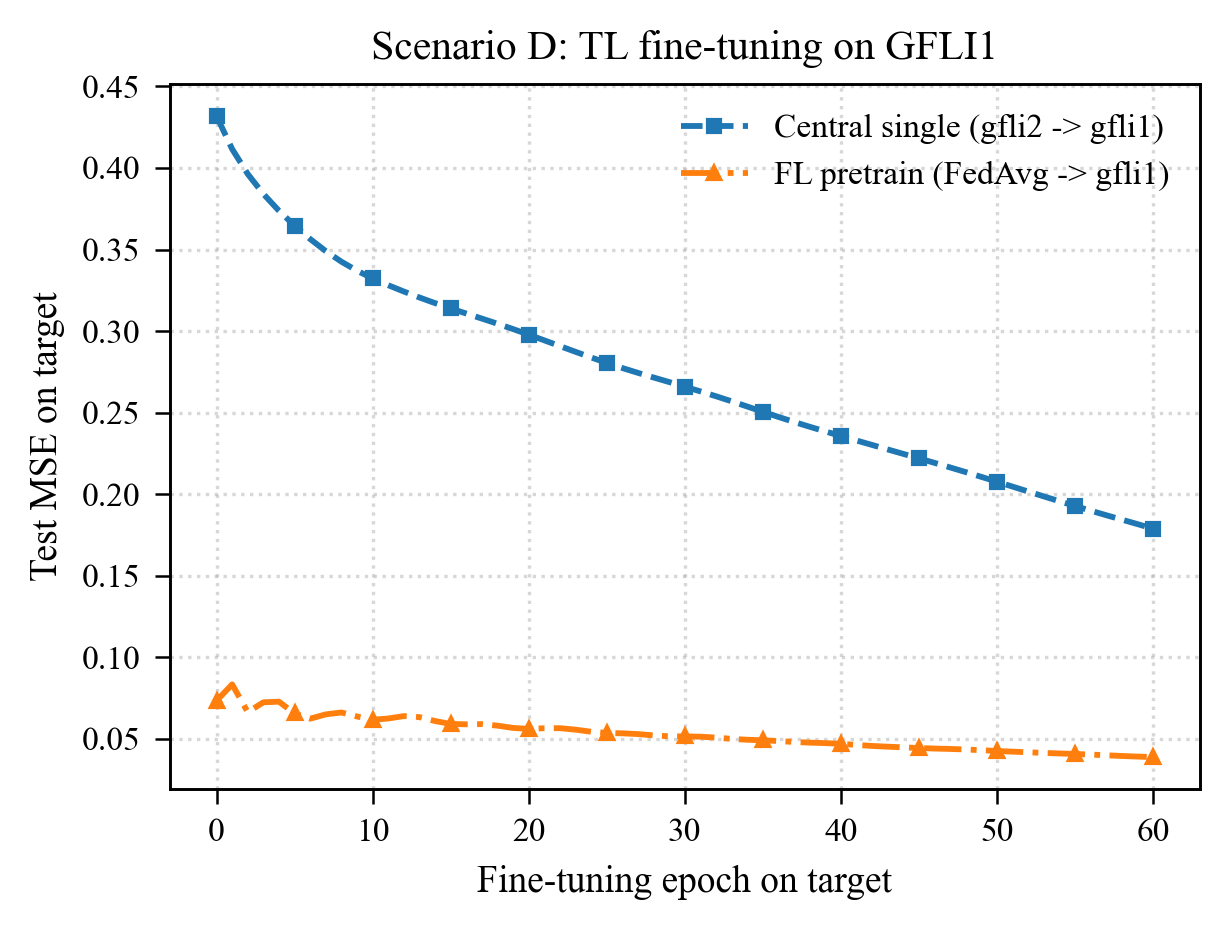 Scenario D: TL fine-tuning on GFLI1
Central single (gfli2 -> gfli1)
FL pretrain (FedAvg -> gfli1)
Test MSE on target
0.45
0.40
0.35
0.30
0.25
0.20
0.15
0.10
0.05
0 10 20 30 40 50 60
Fine-tuning epoch on target